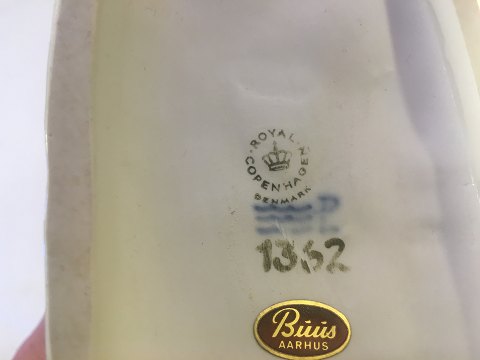 ROYAL
COPENHAGEN
DENMARK
1362
Büüs
AARHUS